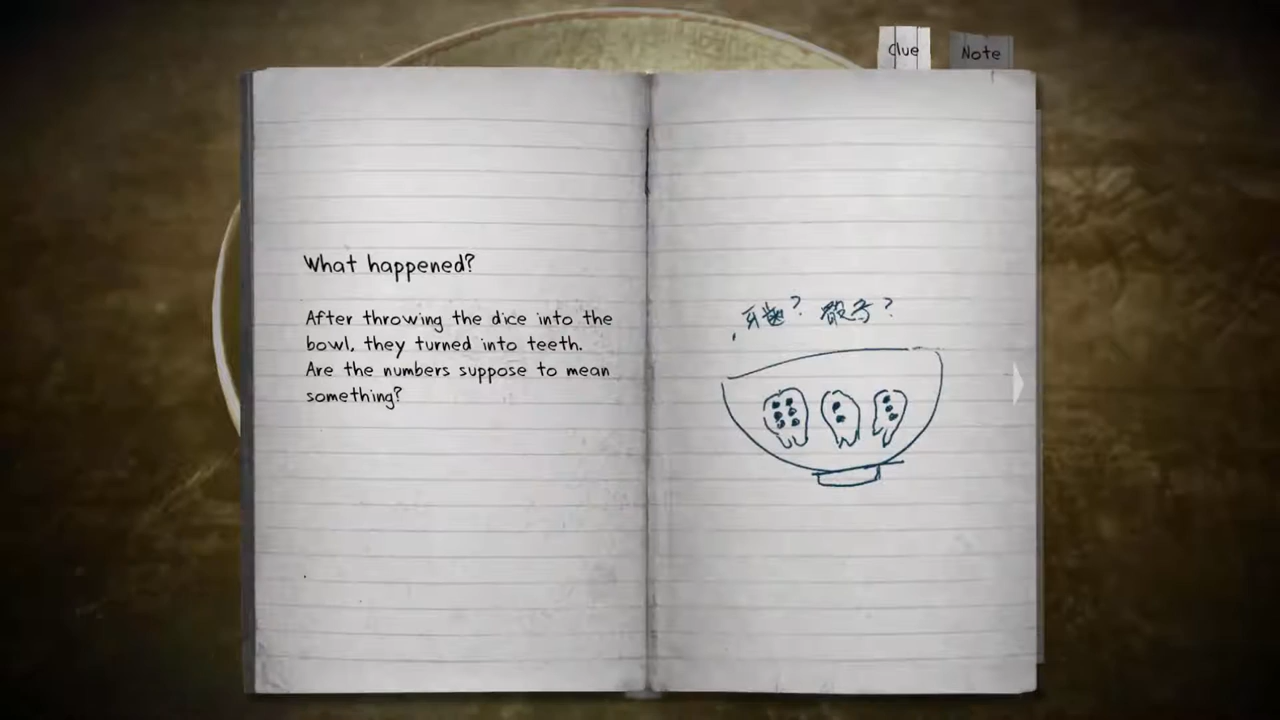 Clue
Note
What happened?
After throwing the dice into the
bowl, they turned into teeth.
Are the numbers suppose to mean
something?
牙齒? 骰子?